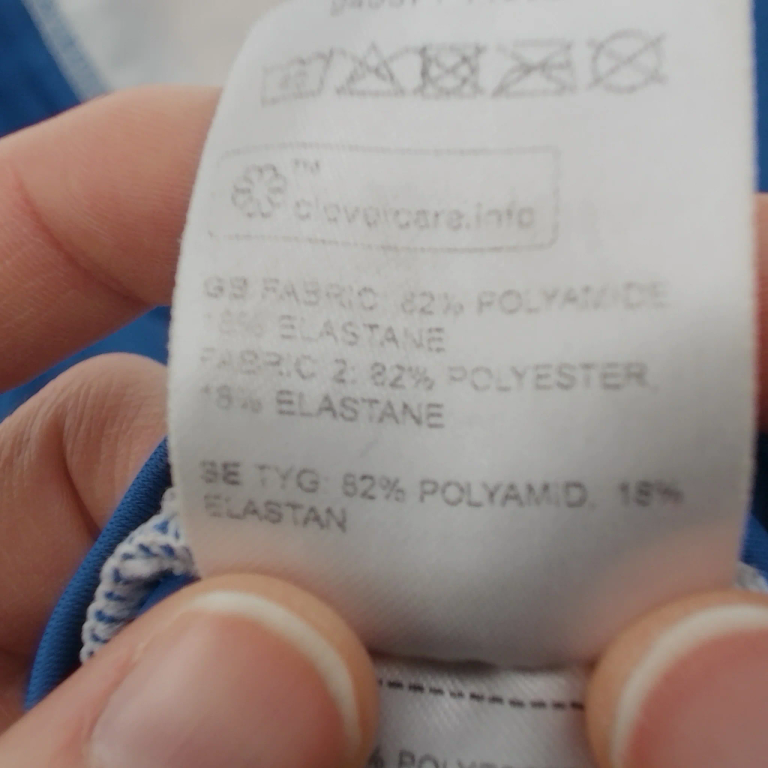 ™
clevercare.info
GB FABRIC: 82% POLYAMIDE
18% ELASTANE
FABRIC 2: 82% POLYESTER,
18% ELASTANE
SE TYG: 82% POLYAMID, 18%
ELASTAN
%